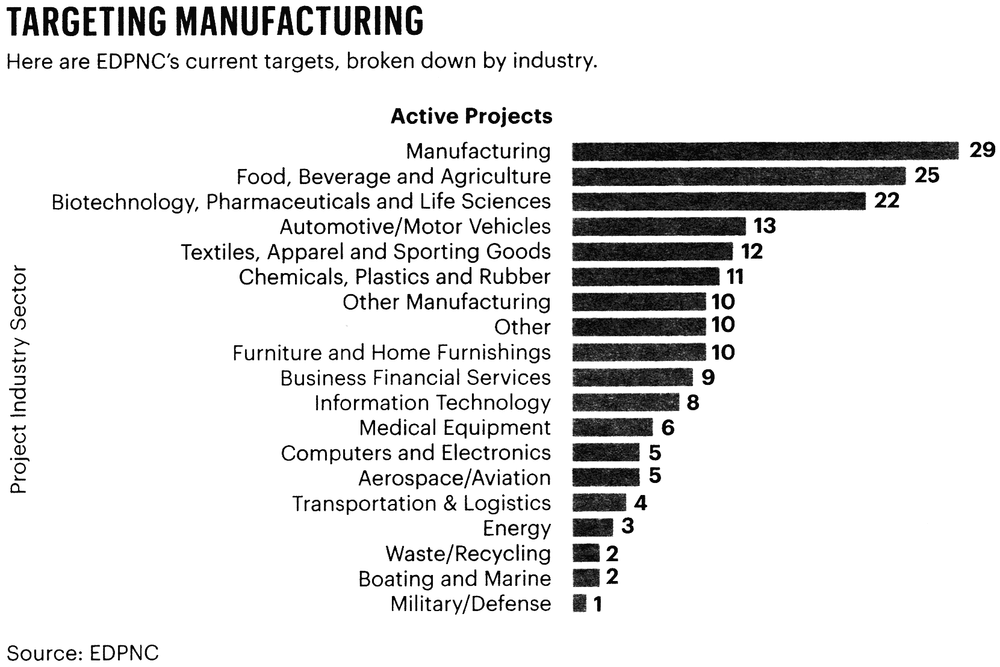 TARGETING MANUFACTURING
Here are EDPNC's current targets, broken down by industry.
Active Projects
Project Industry Sector
Manufacturing 29
Food, Beverage and Agriculture 25
Biotechnology, Pharmaceuticals and Life Sciences 22
Automotive/Motor Vehicles 13
Textiles, Apparel and Sporting Goods 12
Chemicals, Plastics and Rubber 11
Other Manufacturing 10
Other 10
Furniture and Home Furnishings 10
Business Financial Services 9
Information Technology 8
Medical Equipment 6
Computers and Electronics 5
Aerospace/Aviation 5
Transportation & Logistics 4
Energy 3
Waste/Recycling 2
Boating and Marine 2
Military/Defense 1
Source: EDPNC